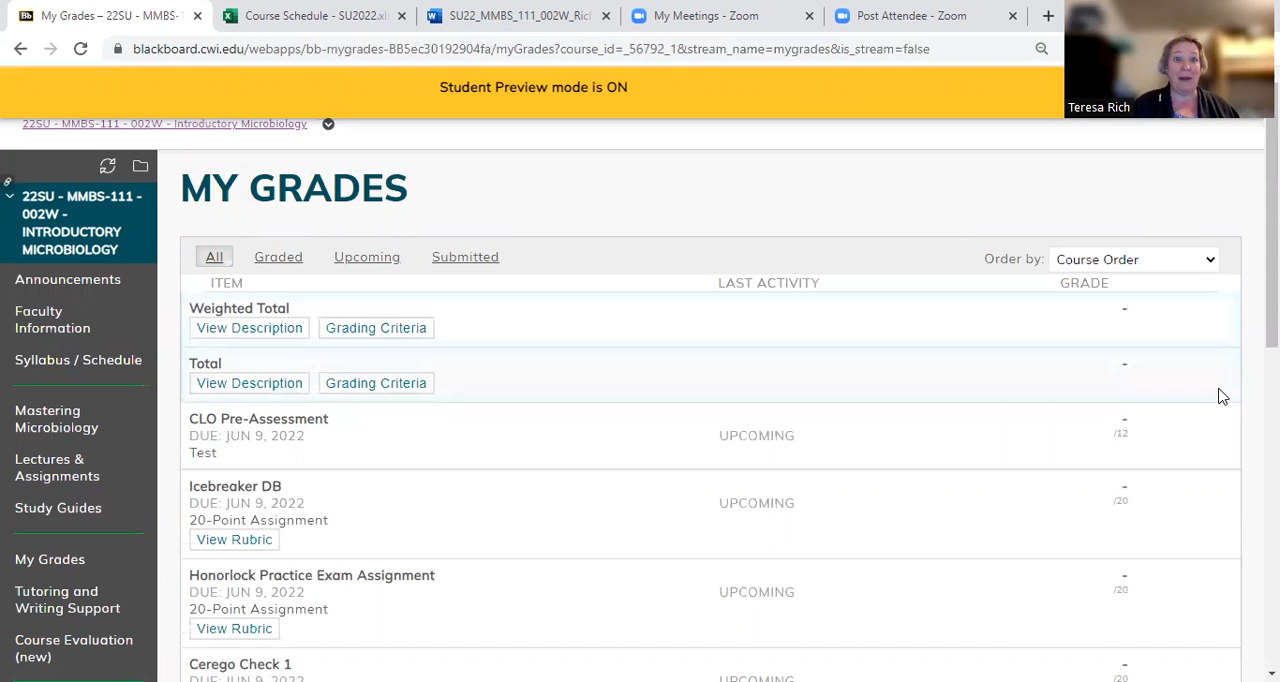 My Grades – 22SU - MMBS-1
Course Schedule - SU2022.xls
SU22_MMBS_111_002W_Rich
My Meetings - Zoom
Post Attendee - Zoom
blackboard.cwi.edu/webapps/bb-mygrades-BB5ec30192904fa/myGrades?course_id=_56792_1&stream_name=mygrades&is_stream=false
Student Preview mode is ON
Teresa Rich
22SU - MMBS-111 - 002W - Introductory Microbiology
22SU - MMBS-111 -
002W -
INTRODUCTORY
MICROBIOLOGY
Announcements
Faculty
Information
Syllabus / Schedule
Mastering
Microbiology
Lectures &
Assignments
Study Guides
My Grades
Tutoring and
Writing Support
Course Evaluation
(new)
MY GRADES
All Graded Upcoming Submitted Order by: Course Order
ITEM LAST ACTIVITY GRADE
Weighted Total -
View Description Grading Criteria
Total -
View Description Grading Criteria
CLO Pre-Assessment -
DUE: JUN 9, 2022 UPCOMING /12
Test
Icebreaker DB -
DUE: JUN 9, 2022 UPCOMING /20
20-Point Assignment
View Rubric
Honorlock Practice Exam Assignment -
DUE: JUN 9, 2022 UPCOMING /20
20-Point Assignment
View Rubric
Cerego Check 1 -
DUE: JUN 9, 2022 UPCOMING /20